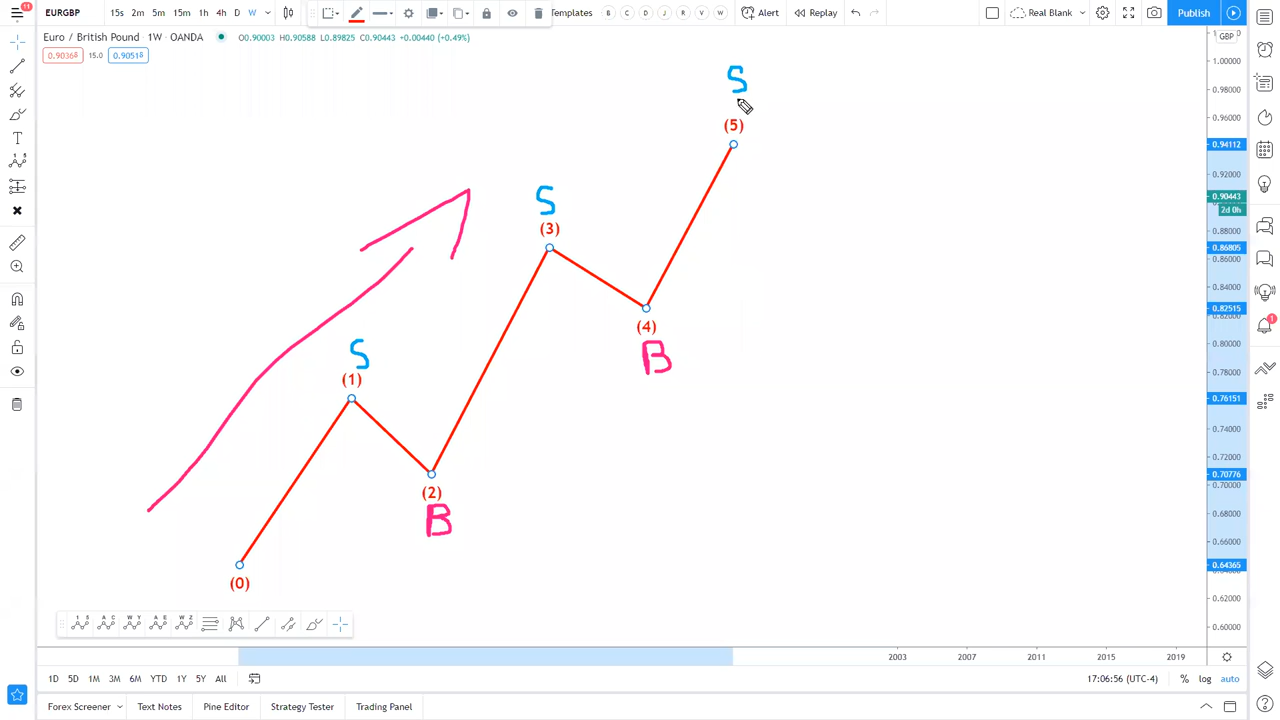 11
EURGBP 15s 2m 5m 15m 1h 4h D W Templates B C D J V W Alert Replay Real Blank Publish
Euro / British Pound · 1W · OANDA O0.90003 H0.90588 L0.89825 C0.90443 +0.00440 (+0.49%)
GBP
0.90368 15.0 0.90518
1.00000
S
0.98000
0.96000
(5)
0.94112
0.92000
S
0.90443
2d 0h
(3)
0.88000
0.86805
0.86000
0.84000
0.82515
1
(4)
0.80000
S
B
0.78000
(1)
0.76151
0.74000
0.72000
0.70776
0.70000
(2)
B
0.68000
0.66000
0.64365
(0)
0.62000
1 5 A C W Y A E W Z
0.60000
2003 2007 2011 2015 2019
1D 5D 1M 3M 6M YTD 1Y 5Y All 17:06:56 (UTC-4) % log auto
Forex Screener Text Notes Pine Editor Strategy Tester Trading Panel